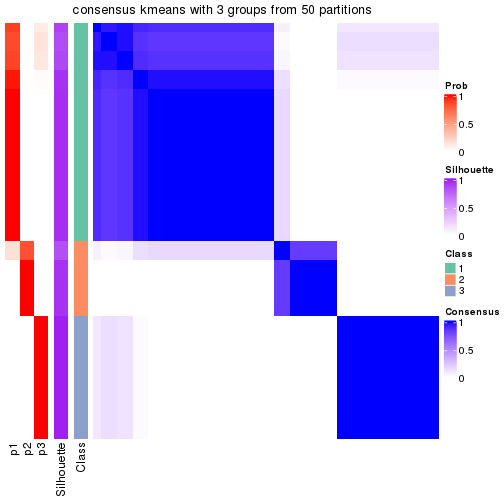 consensus kmeans with 3 groups from 50 partitions
Prob
1
0.5
0
Silhouette
1
0.5
0
Class
1
2
3
Consensus
1
0.5
0
p1
p2
p3
Silhouette
Class